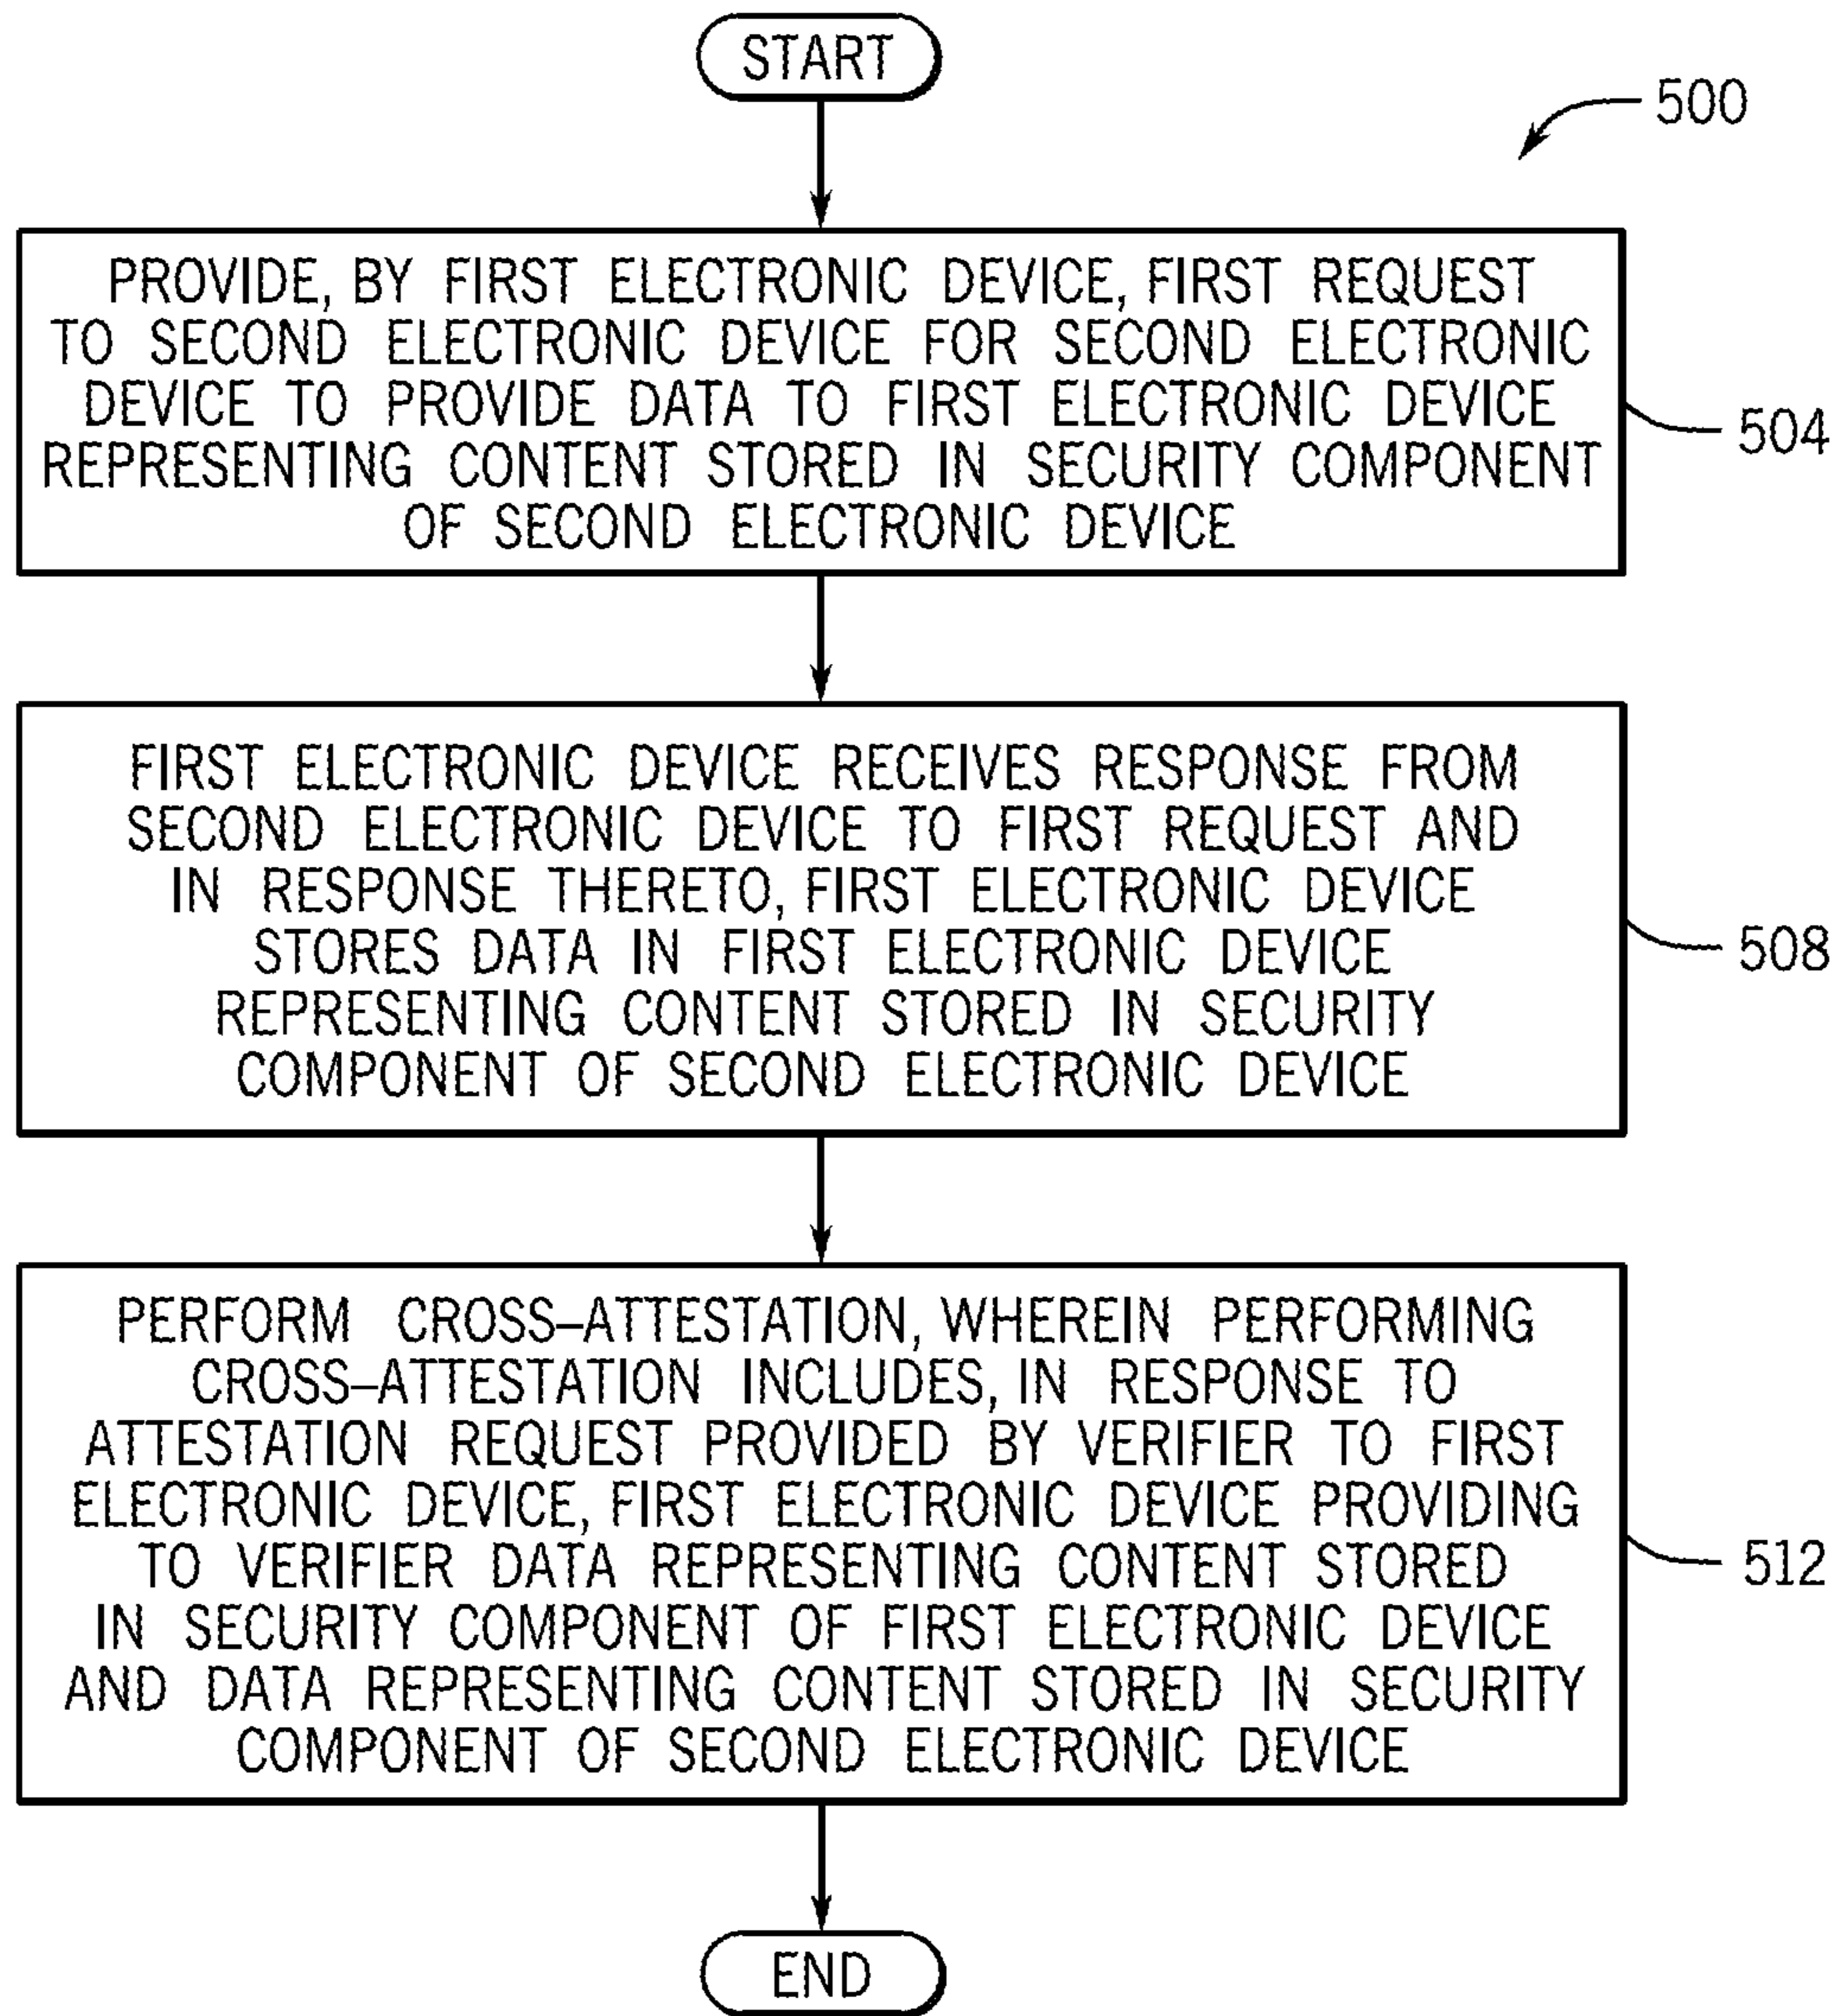 START
500
PROVIDE, BY FIRST ELECTRONIC DEVICE, FIRST REQUEST
TO SECOND ELECTRONIC DEVICE FOR SECOND ELECTRONIC
DEVICE TO PROVIDE DATA TO FIRST ELECTRONIC DEVICE
REPRESENTING CONTENT STORED IN SECURITY COMPONENT
OF SECOND ELECTRONIC DEVICE
504
FIRST ELECTRONIC DEVICE RECEIVES RESPONSE FROM
SECOND ELECTRONIC DEVICE TO FIRST REQUEST AND
IN RESPONSE THERETO, FIRST ELECTRONIC DEVICE
STORES DATA IN FIRST ELECTRONIC DEVICE
REPRESENTING CONTENT STORED IN SECURITY
COMPONENT OF SECOND ELECTRONIC DEVICE
508
PERFORM CROSS–ATTESTATION, WHEREIN PERFORMING
CROSS–ATTESTATION INCLUDES, IN RESPONSE TO
ATTESTATION REQUEST PROVIDED BY VERIFIER TO FIRST
ELECTRONIC DEVICE, FIRST ELECTRONIC DEVICE PROVIDING
TO VERIFIER DATA REPRESENTING CONTENT STORED
IN SECURITY COMPONENT OF FIRST ELECTRONIC DEVICE
AND DATA REPRESENTING CONTENT STORED IN SECURITY
COMPONENT OF SECOND ELECTRONIC DEVICE
512
END